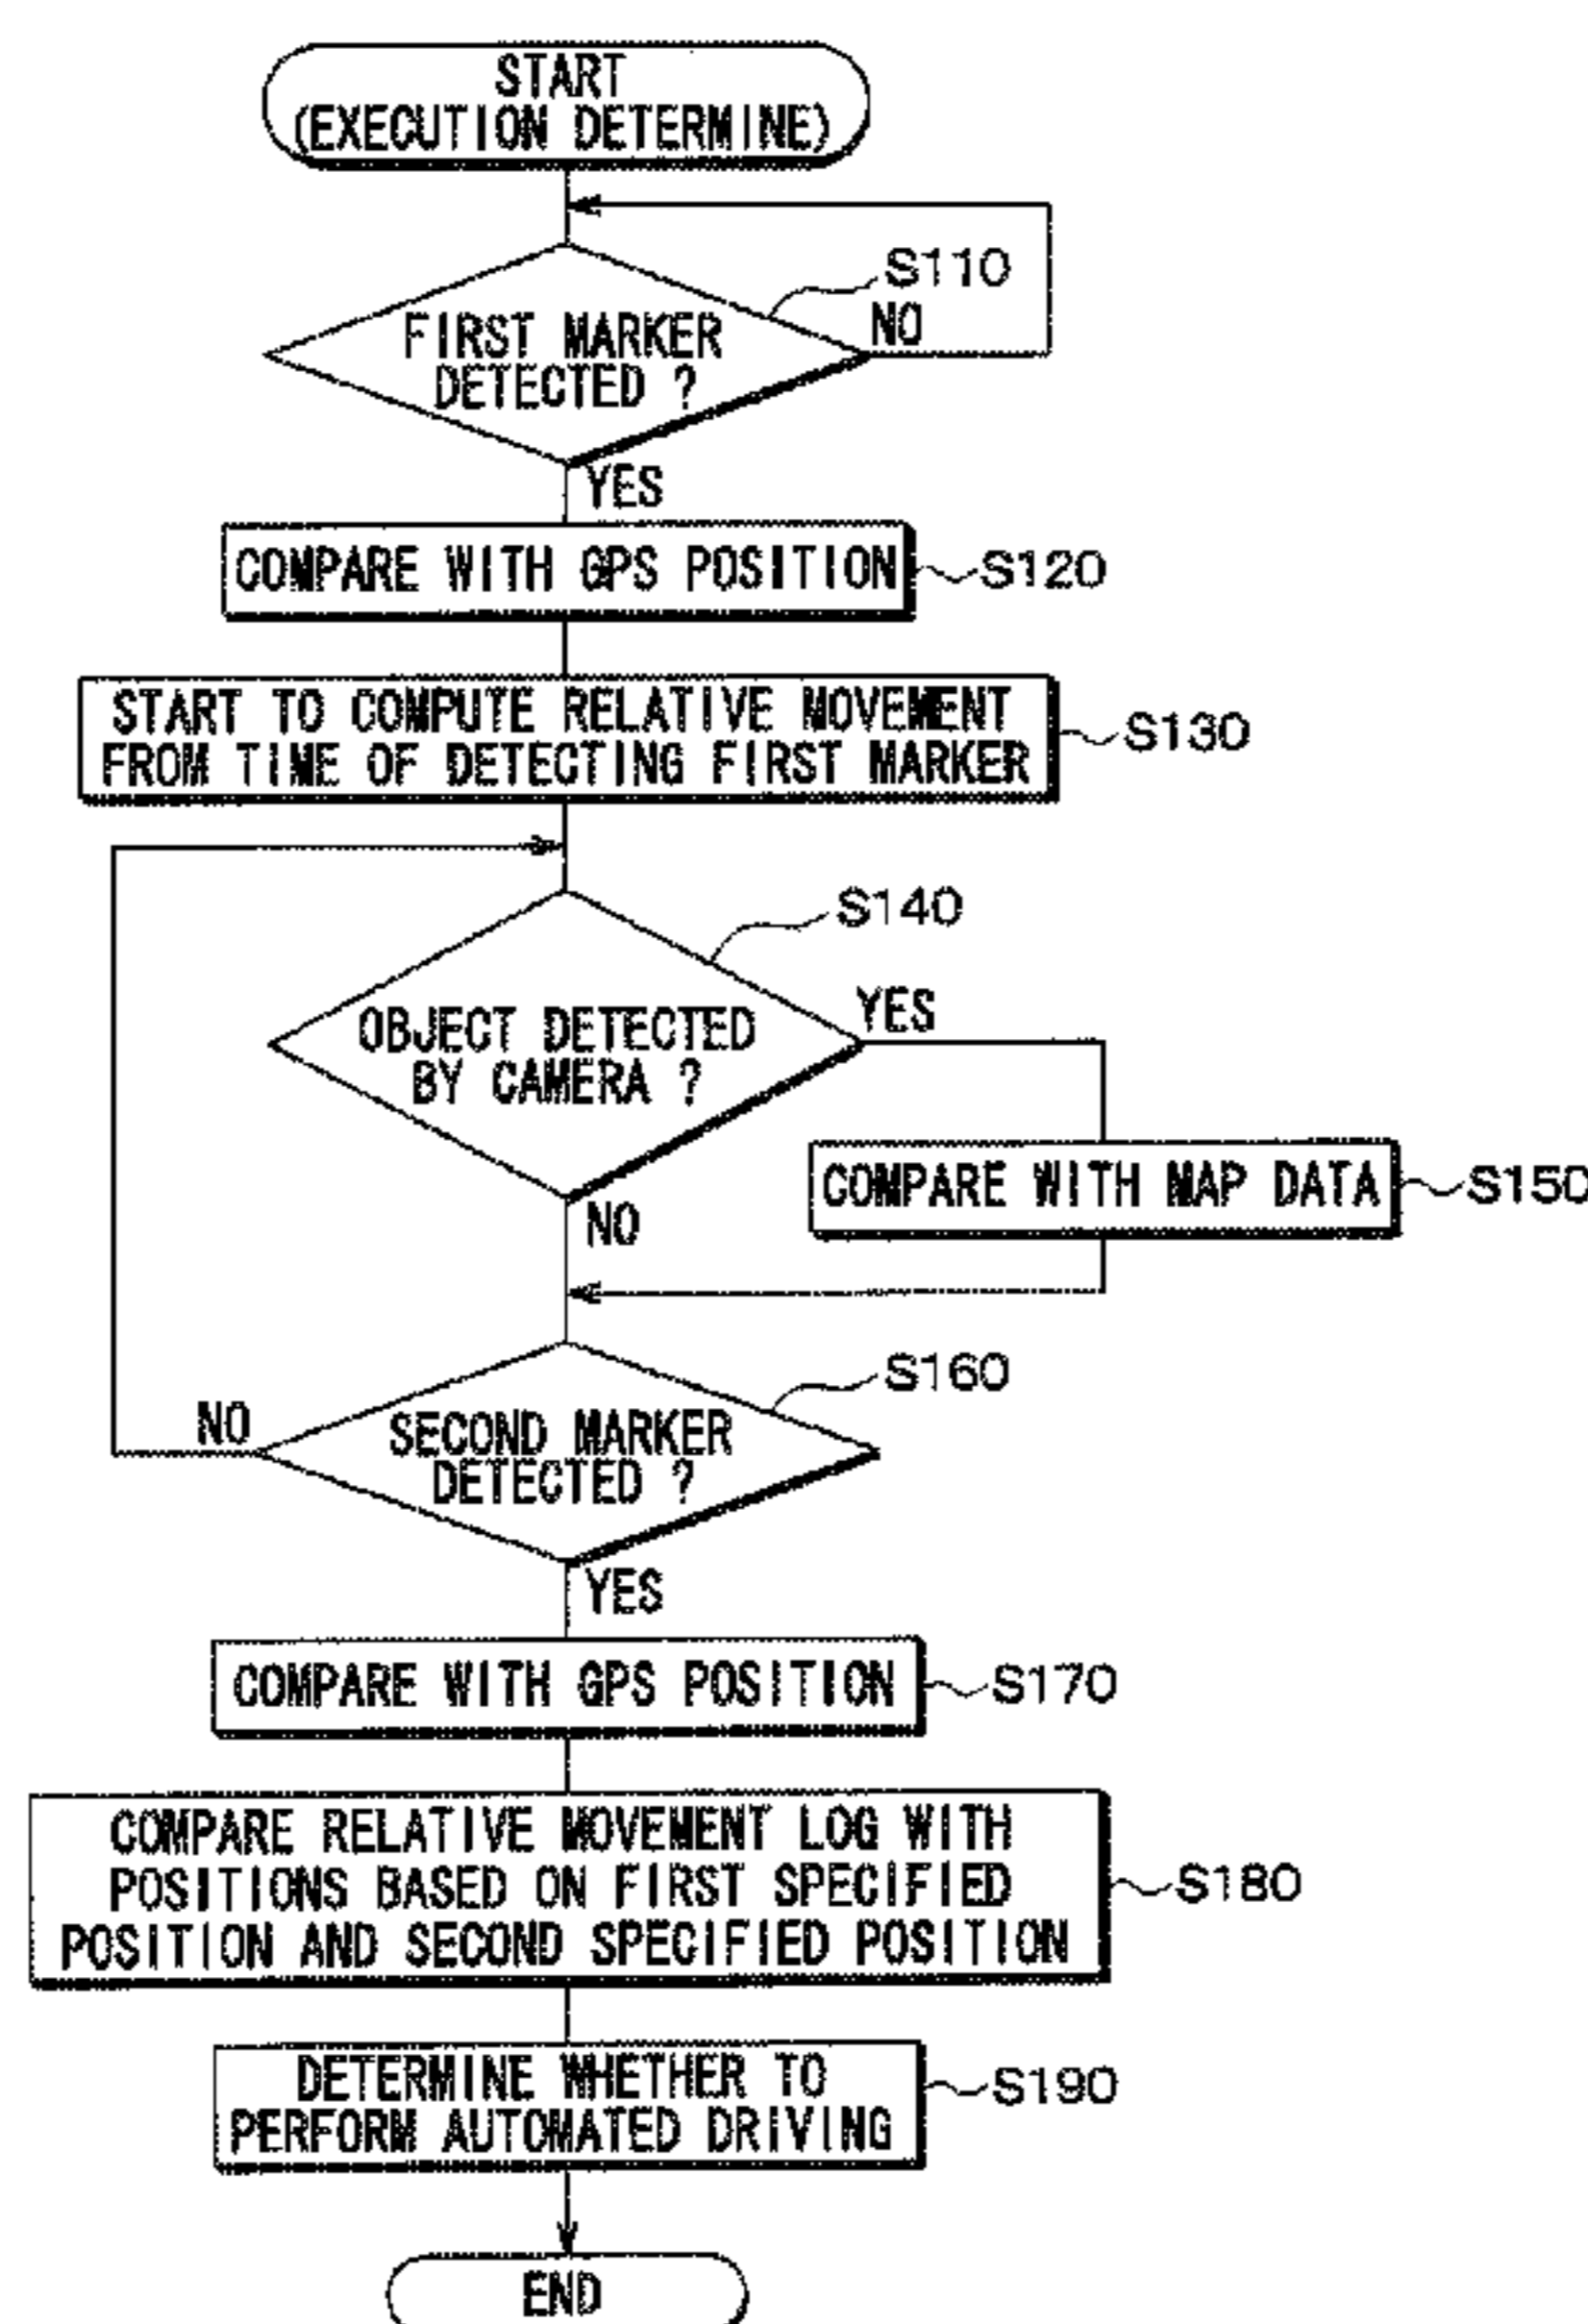 START
(EXECUTION DETERMINE)
S110
FIRST MARKER
DETECTED ?
NO
YES
COMPARE WITH GPS POSITION
S120
START TO COMPUTE RELATIVE MOVEMENT
FROM TIME OF DETECTING FIRST MARKER
S130
S140
OBJECT DETECTED
BY CAMERA ?
YES
COMPARE WITH MAP DATA
S150
NO
S160
SECOND MARKER
DETECTED ?
NO
YES
COMPARE WITH GPS POSITION
S170
COMPARE RELATIVE MOVEMENT LOG WITH
POSITIONS BASED ON FIRST SPECIFIED
POSITION AND SECOND SPECIFIED POSITION
S180
DETERMINE WHETHER TO
PERFORM AUTOMATED DRIVING
S190
END